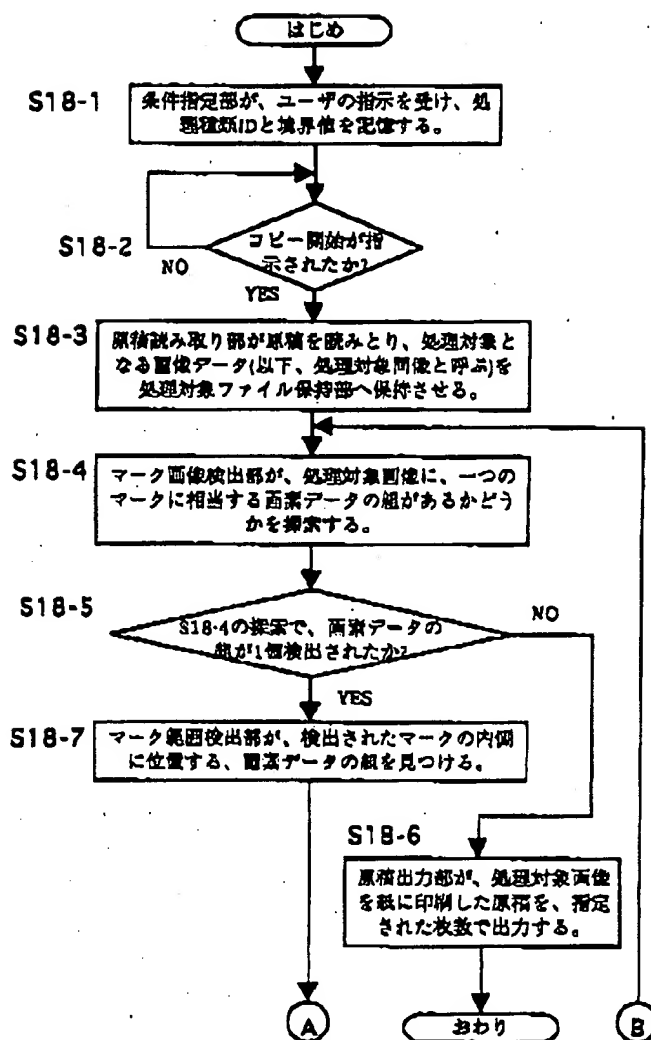 はじめ
S18-1
条件指定部が、ユーザの指示を受け、処
理種類IDと境界値を記憶する。
S18-2
コピー開始が指
示されたか?
NO
YES
S18-3
原稿読み取り部が原稿を読みとり、処理対象と
なる画像データ(以下、処理対象画像と呼ぶ)を
処理対象ファイル保持部へ保持させる。
S18-4
マーク画像検出部が、処理対象画像に、一つの
マークに相当する画素データの組があるかどう
かを探索する。
S18-5
S18-4の探索で、画素データの
組が1個検出されたか?
NO
YES
S18-7
マーク範囲検出部が、検出されたマークの内側
に位置する、画素データの組を見つける。
S18-6
原稿出力部が、処理対象画像
を紙に印刷した原稿を、指定
された枚数で出力する。
A
おわり
B